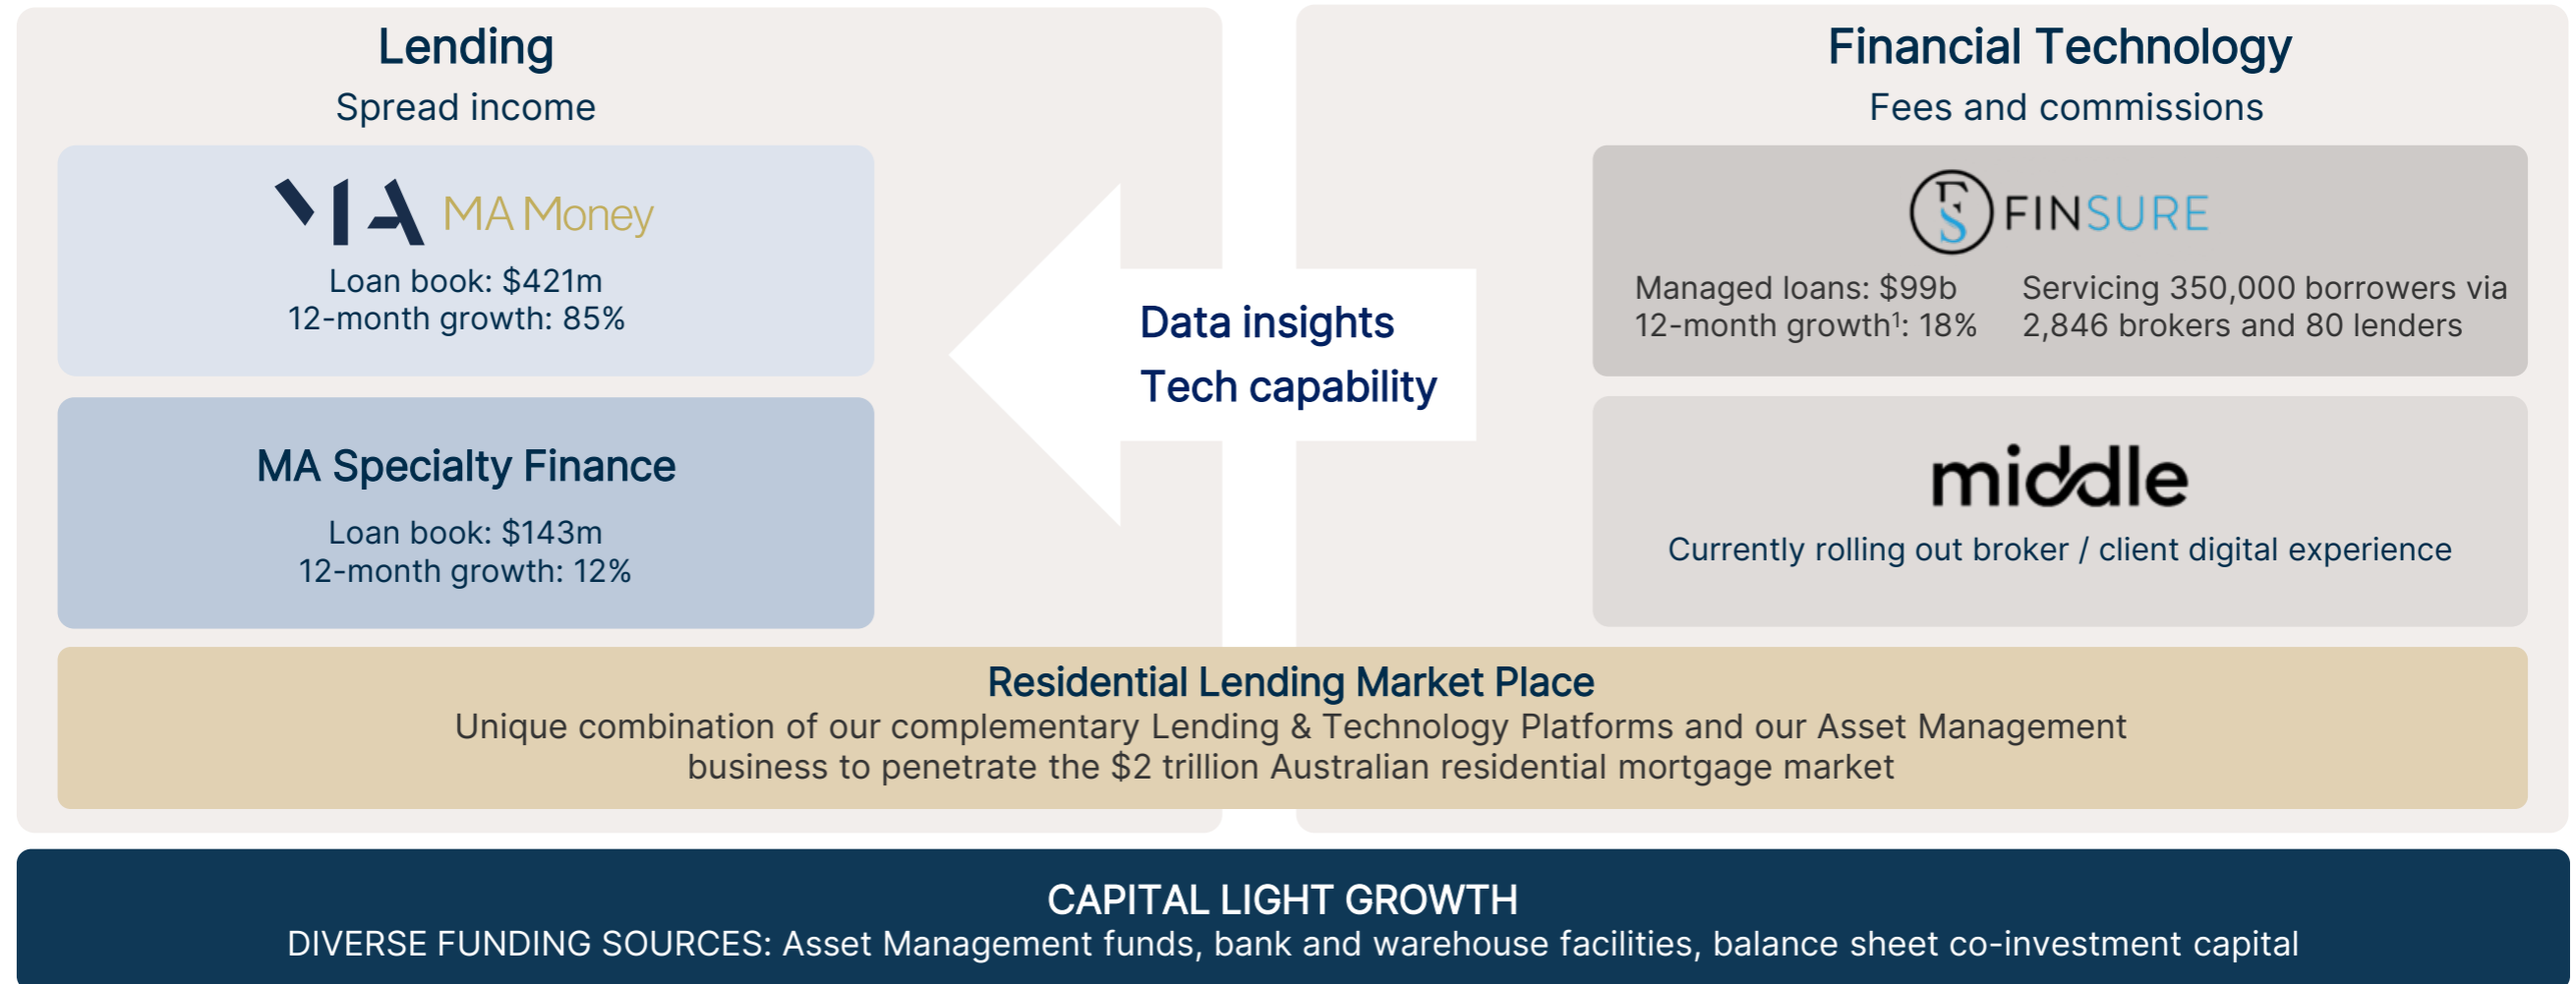 Lending
Spread income
MA MA Money
Loan book: $421m
12-month growth: 85%
MA Specialty Finance
Loan book: $143m
12-month growth: 12%
Data insights
Tech capability
Financial Technology
Fees and commissions
FS FINSURE
Managed loans: $99b
12-month growth¹: 18%
Servicing 350,000 borrowers via
2,846 brokers and 80 lenders
middle
Currently rolling out broker / client digital experience
Residential Lending Market Place
Unique combination of our complementary Lending & Technology Platforms and our Asset Management
business to penetrate the $2 trillion Australian residential mortgage market
CAPITAL LIGHT GROWTH
DIVERSE FUNDING SOURCES: Asset Management funds, bank and warehouse facilities, balance sheet co-investment capital